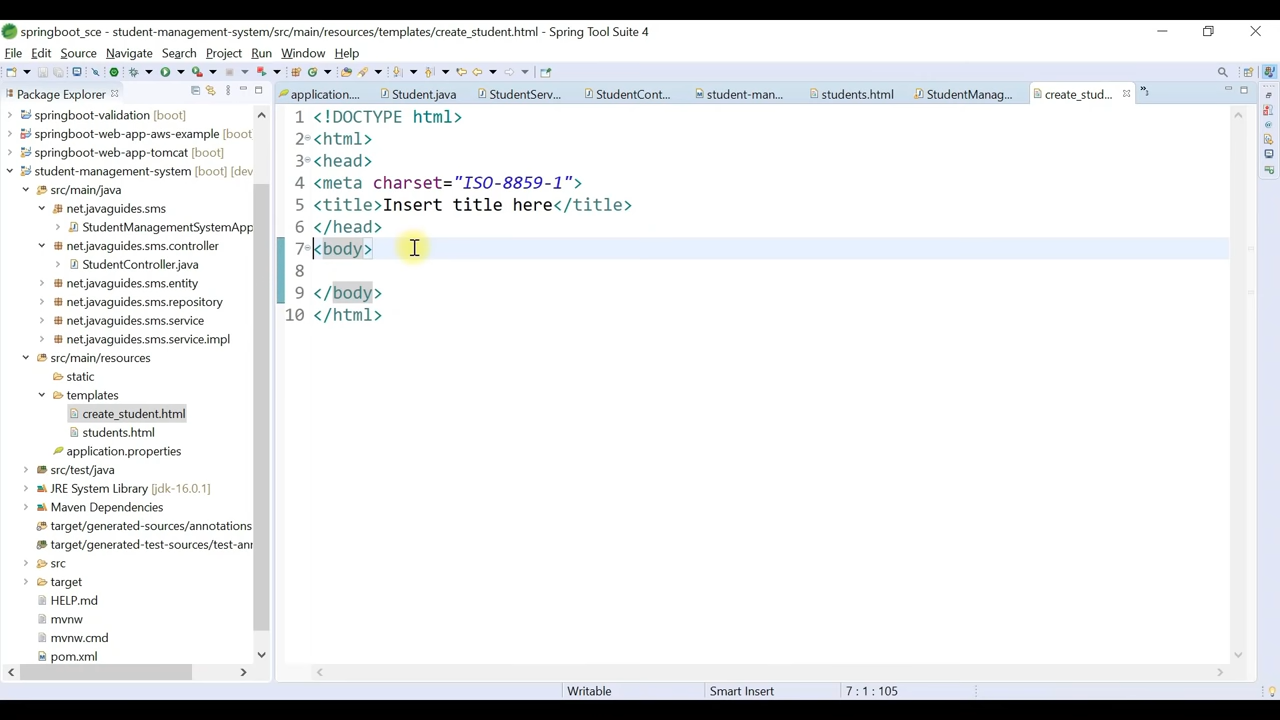 springboot_sce - student-management-system/src/main/resources/templates/create_student.html - Spring Tool Suite 4
File Edit Source Navigate Search Project Run Window Help
Package Explorer
application.... Student.java StudentServ... StudentCont... student-man... students.html StudentManag... create_stud...
springboot-validation [boot]
springboot-web-app-aws-example [boot
springboot-web-app-tomcat [boot]
student-management-system [boot] [dev
src/main/java
net.javaguides.sms
StudentManagementSystemApp
net.javaguides.sms.controller
StudentController.java
net.javaguides.sms.entity
net.javaguides.sms.repository
net.javaguides.sms.service
net.javaguides.sms.service.impl
src/main/resources
static
templates
create_student.html
students.html
application.properties
src/test/java
JRE System Library [jdk-16.0.1]
Maven Dependencies
target/generated-sources/annotations
target/generated-test-sources/test-ann
src
target
HELP.md
mvnw
mvnw.cmd
pom.xml
1 <!DOCTYPE html>
2 <html>
3 <head>
4 <meta charset="ISO-8859-1">
5 <title>Insert title here</title>
6 </head>
7 <body>
8
9 </body>
10 </html>
Writable Smart Insert 7 : 1 : 105